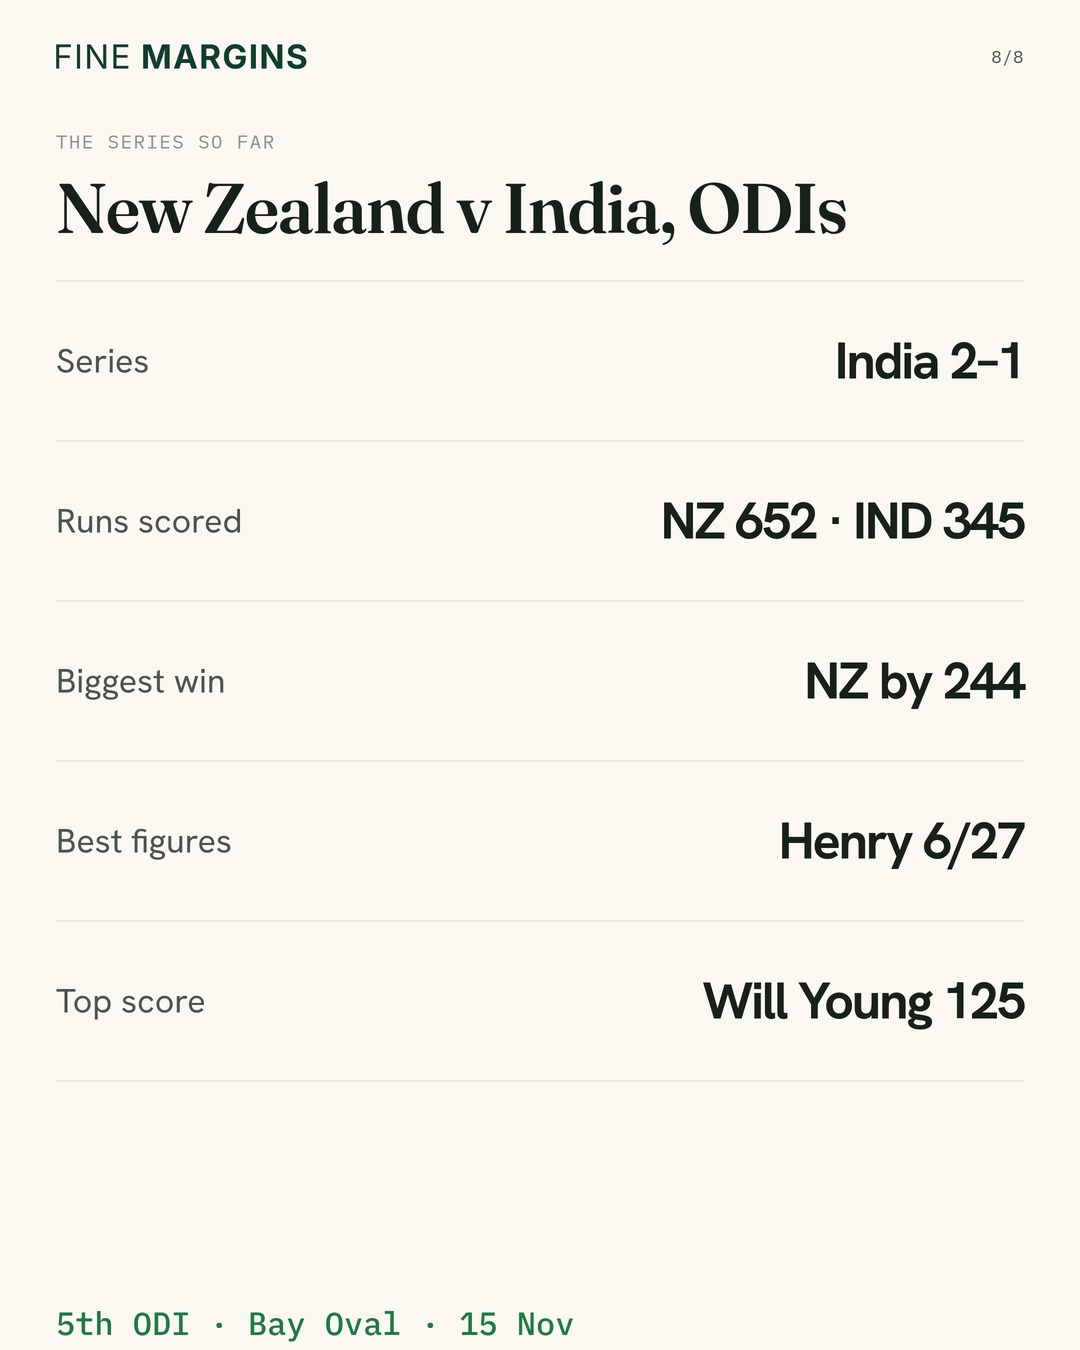 FINE MARGINS
8/8
THE SERIES SO FAR
New Zealand v India, ODIs
Series
India 2–1
Runs scored
NZ 652 · IND 345
Biggest win
NZ by 244
Best figures
Henry 6/27
Top score
Will Young 125
5th ODI · Bay Oval · 15 Nov